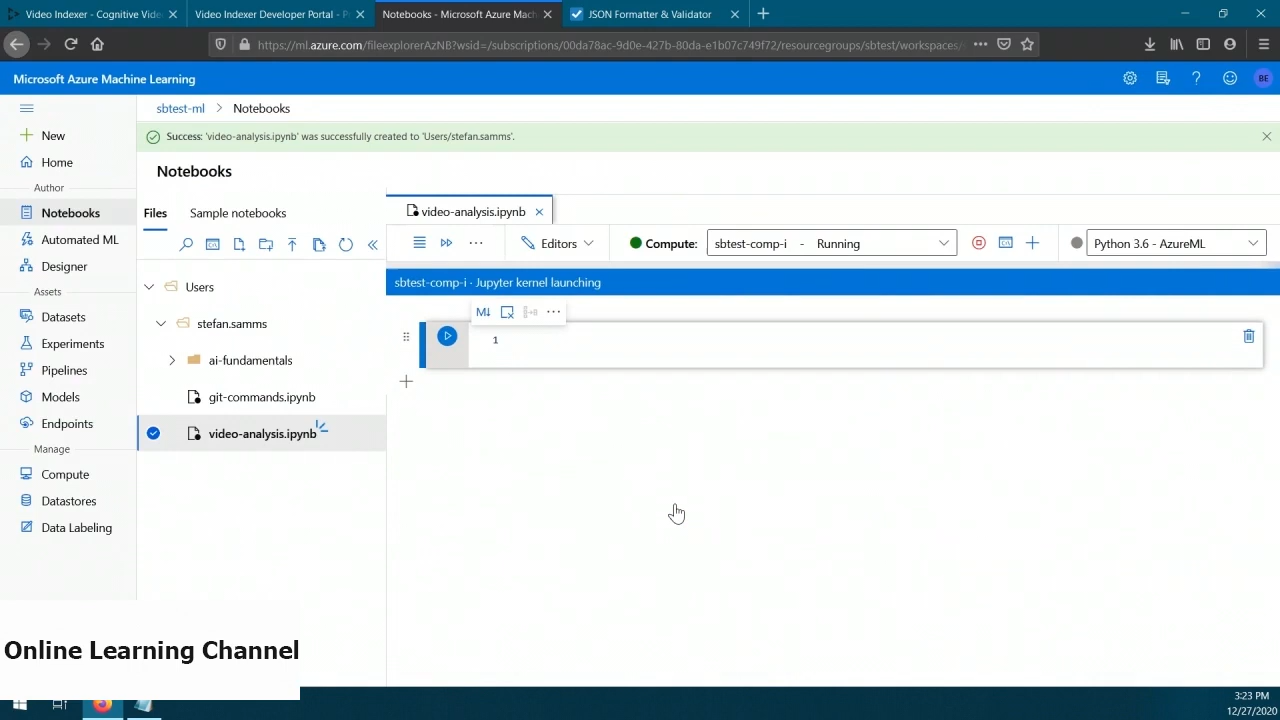 Video Indexer - Cognitive Vide
Video Indexer Developer Portal - P
Notebooks - Microsoft Azure Mach
JSON Formatter & Validator
https://ml.azure.com/fileexplorerAzNB?wsid=/subscriptions/00da78ac-9d0e-427b-80da-e1b07c749f72/resourcegroups/sbtest/workspaces/
Microsoft Azure Machine Learning
BE
sbtest-ml > Notebooks
New
Success: 'video-analysis.ipynb' was successfully created to 'Users/stefan.samms'.
Home
Notebooks
Author
Notebooks
Files
Sample notebooks
video-analysis.ipynb
Automated ML
Editors
Compute:
sbtest-comp-i - Running
Python 3.6 - AzureML
Designer
Assets
Users
sbtest-comp-i · Jupyter kernel launching
Datasets
stefan.samms
M↓
Experiments
1
Pipelines
ai-fundamentals
Models
git-commands.ipynb
Endpoints
video-analysis.ipynb
Manage
Compute
Datastores
Data Labeling
Online Learning Channel
3:23 PM
12/27/2020